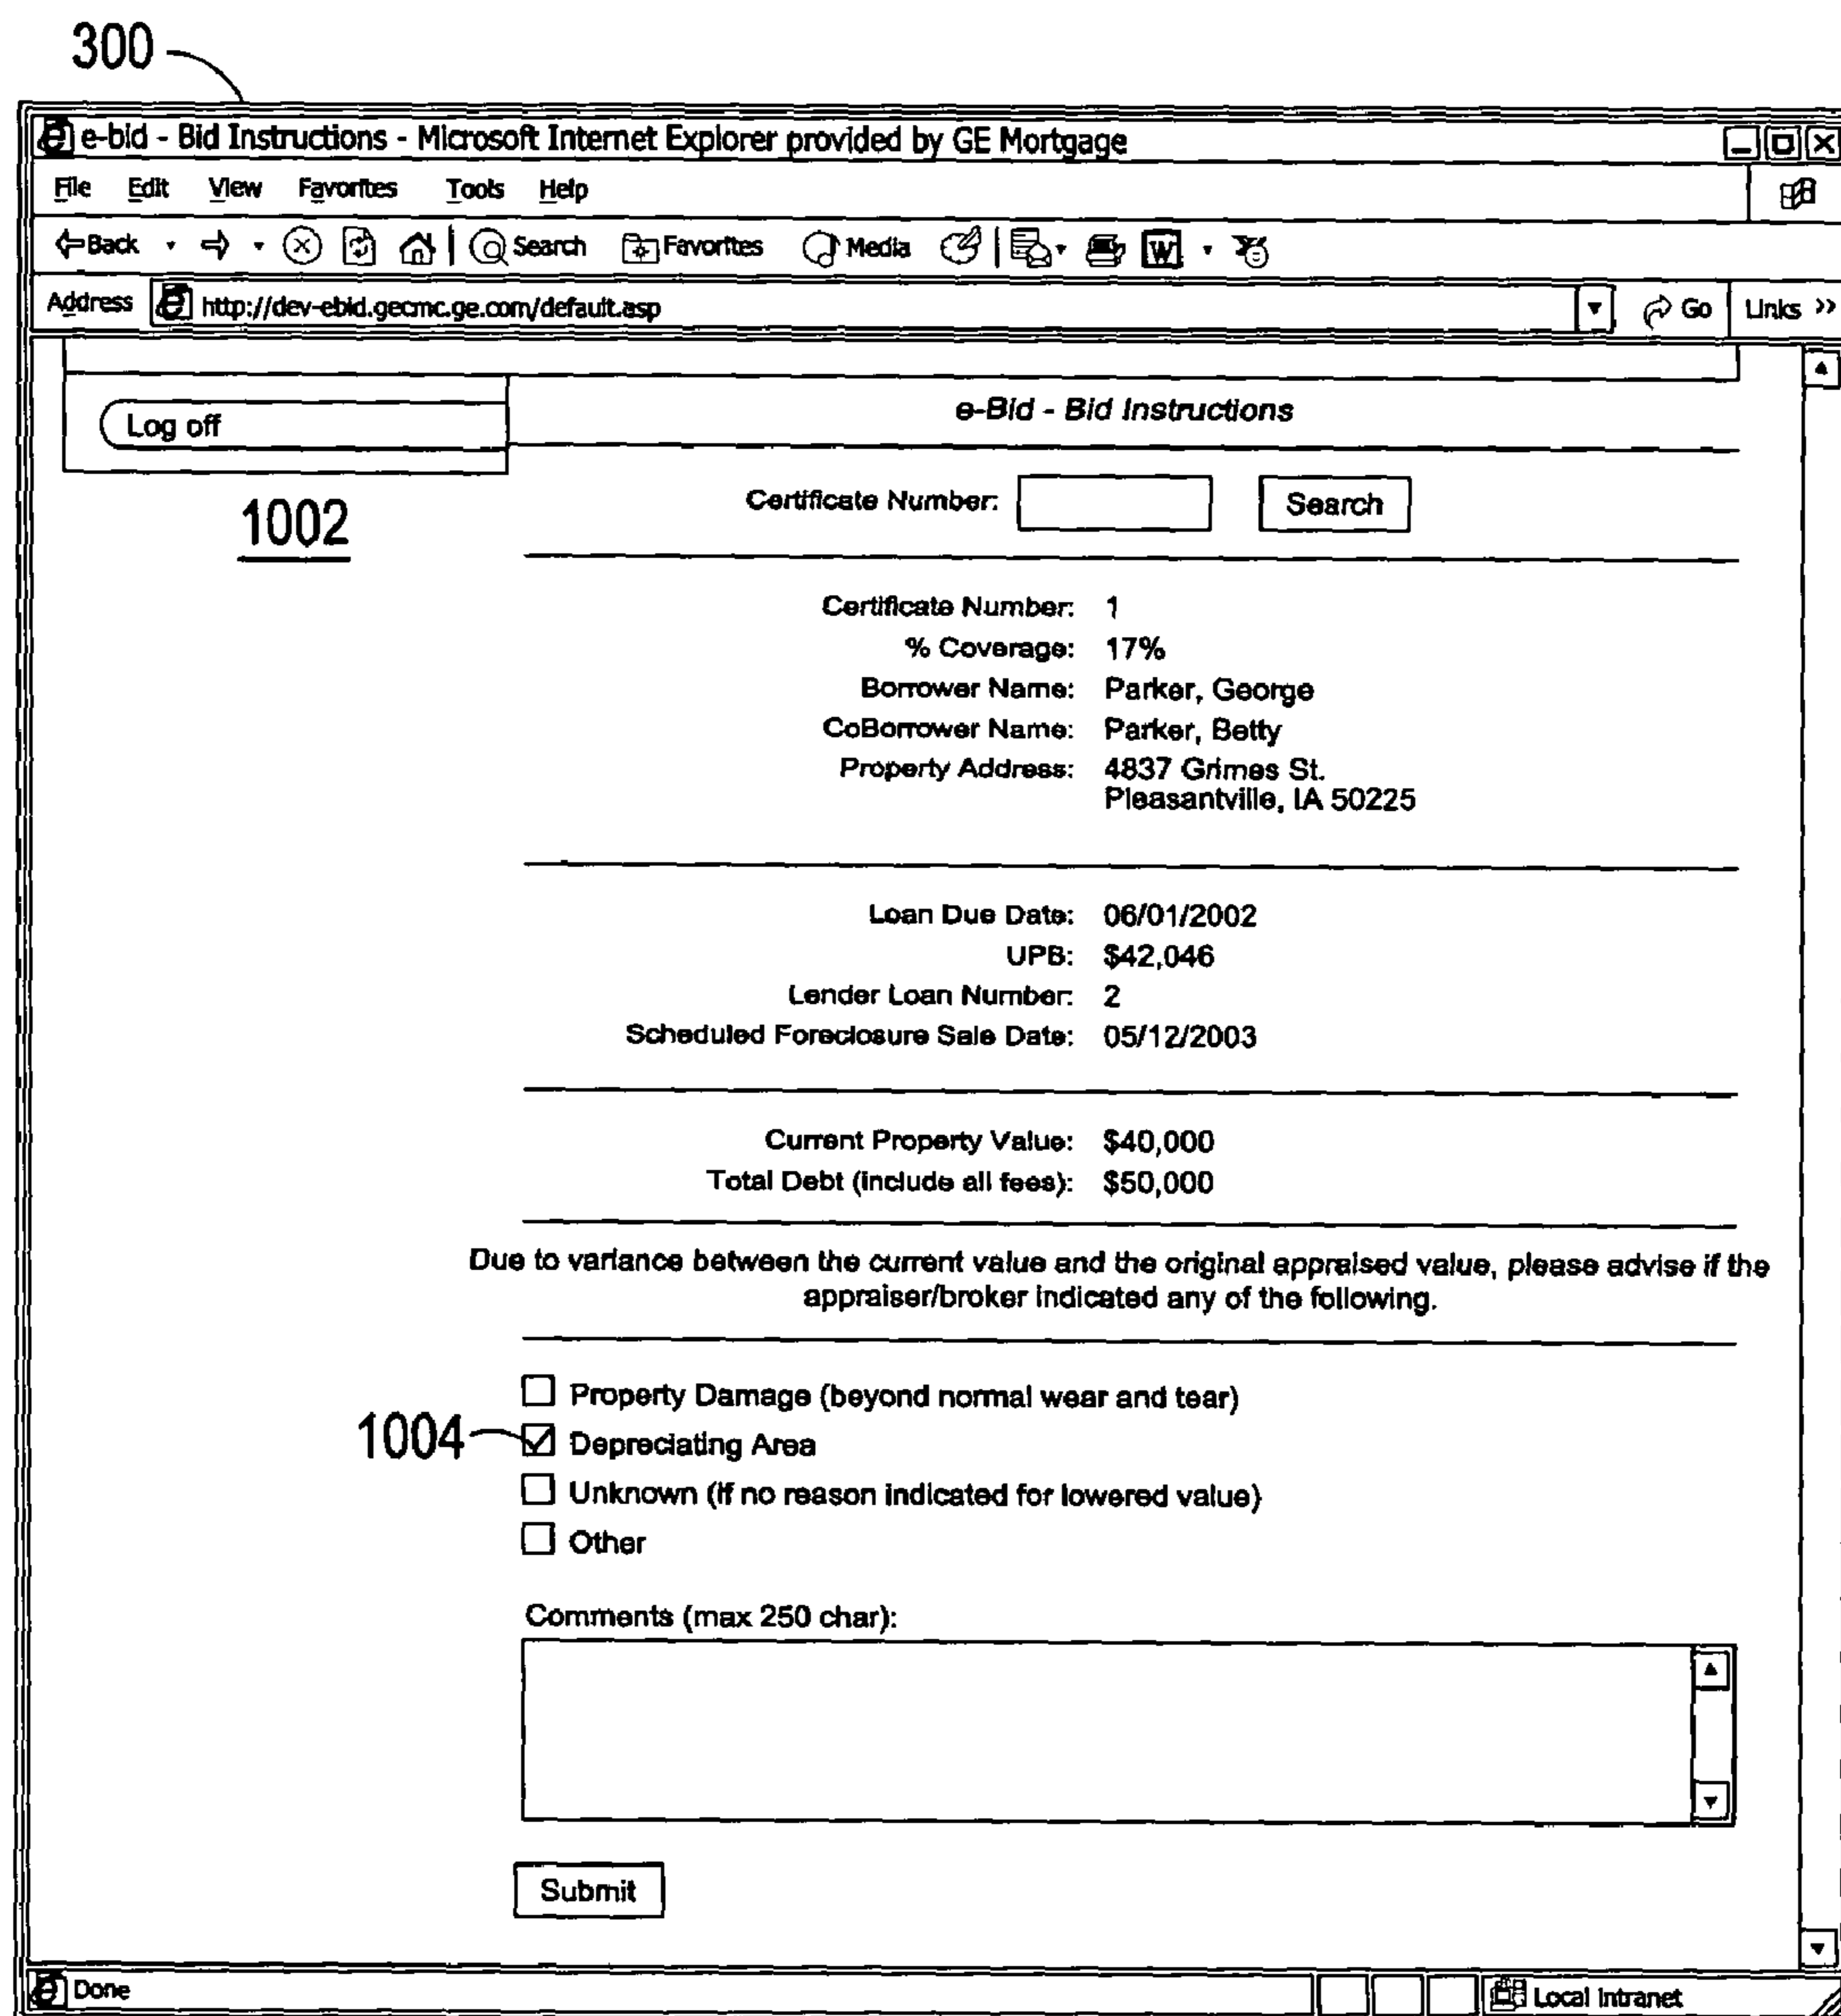 300
e-bid - Bid Instructions - Microsoft Internet Explorer provided by GE Mortgage
File Edit View Favorites Tools Help
Back Search Favorites Media W
Address http://dev-ebid.gecmc.ge.com/default.asp Go Links >>
Log off
e-Bid - Bid Instructions
1002
Certificate Number: Search
Certificate Number: 1
% Coverage: 17%
Borrower Name: Parker, George
CoBorrower Name: Parker, Betty
Property Address: 4837 Grimes St.
Pleasantville, IA 50225
Loan Due Date: 06/01/2002
UPB: $42,046
Lender Loan Number: 2
Scheduled Foreclosure Sale Date: 05/12/2003
Current Property Value: $40,000
Total Debt (include all fees): $50,000
Due to variance between the current value and the original appraised value, please advise if the
appraiser/broker indicated any of the following.
Property Damage (beyond normal wear and tear)
1004 Depreciating Area
Unknown (if no reason indicated for lowered value)
Other
Comments (max 250 char):
Submit
Done Local intranet